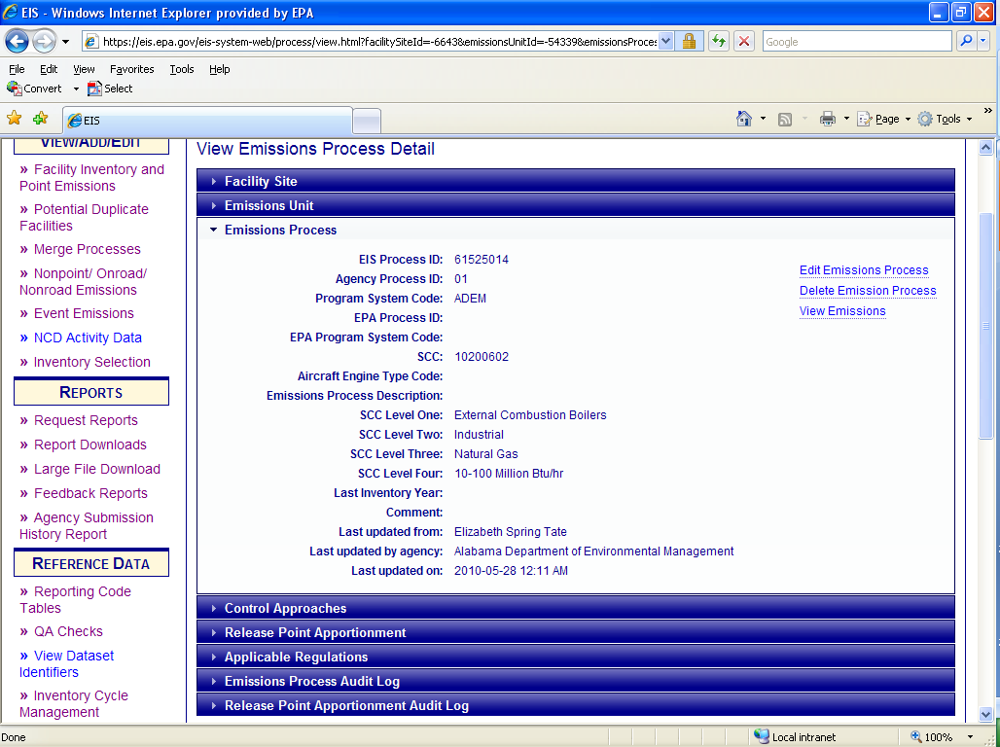 EIS - Windows Internet Explorer provided by EPA
https://eis.epa.gov/eis-system-web/process/view.html?facilitySiteId=-6643&emissionsUnitId=-54339&emissionsProces
Google
File Edit View Favorites Tools Help
Convert Select
EIS
Page Tools »
VIEW/ADD/EDIT
» Facility Inventory and
Point Emissions
» Potential Duplicate
Facilities
» Merge Processes
» Nonpoint/ Onroad/
Nonroad Emissions
» Event Emissions
» NCD Activity Data
» Inventory Selection
REPORTS
» Request Reports
» Report Downloads
» Large File Download
» Feedback Reports
» Agency Submission
History Report
REFERENCE DATA
» Reporting Code
Tables
» QA Checks
» View Dataset
Identifiers
» Inventory Cycle
Management
View Emissions Process Detail
Facility Site
Emissions Unit
Emissions Process
EIS Process ID: 61525014
Agency Process ID: 01
Program System Code: ADEM
EPA Process ID:
EPA Program System Code:
SCC: 10200602
Aircraft Engine Type Code:
Emissions Process Description:
SCC Level One: External Combustion Boilers
SCC Level Two: Industrial
SCC Level Three: Natural Gas
SCC Level Four: 10-100 Million Btu/hr
Last Inventory Year:
Comment:
Last updated from: Elizabeth Spring Tate
Last updated by agency: Alabama Department of Environmental Management
Last updated on: 2010-05-28 12:11 AM
Edit Emissions Process
Delete Emission Process
View Emissions
Control Approaches
Release Point Apportionment
Applicable Regulations
Emissions Process Audit Log
Release Point Apportionment Audit Log
Done
Local intranet
100%